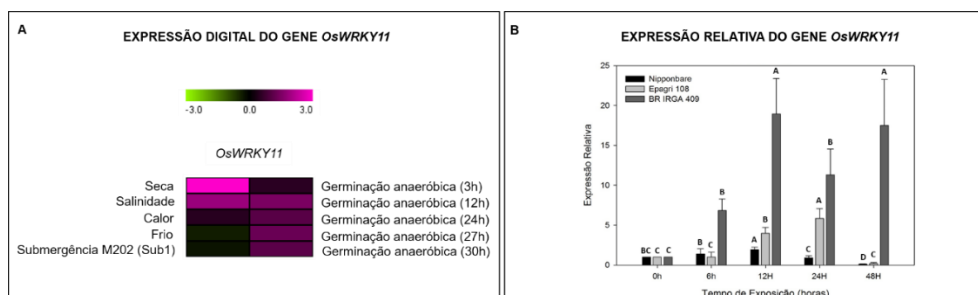 A
EXPRESSÃO DIGITAL DO GENE OsWRKY11
-3.0 0.0 3.0
OsWRKY11
Seca Germinação anaeróbica (3h)
Salinidade Germinação anaeróbica (12h)
Calor Germinação anaeróbica (24h)
Frio Germinação anaeróbica (27h)
Submergência M202 (Sub1) Germinação anaeróbica (30h)
B
EXPRESSÃO RELATIVA DO GENE OsWRKY11
Nipponbare
Epagri 108
BR IRGA 409
Expressão Relativa
25
20
15
10
5
0
BC C C
B C B
A B A
C A B
D C A
0h 6h 12H 24H 48H
Tempo de Exposição (horas)